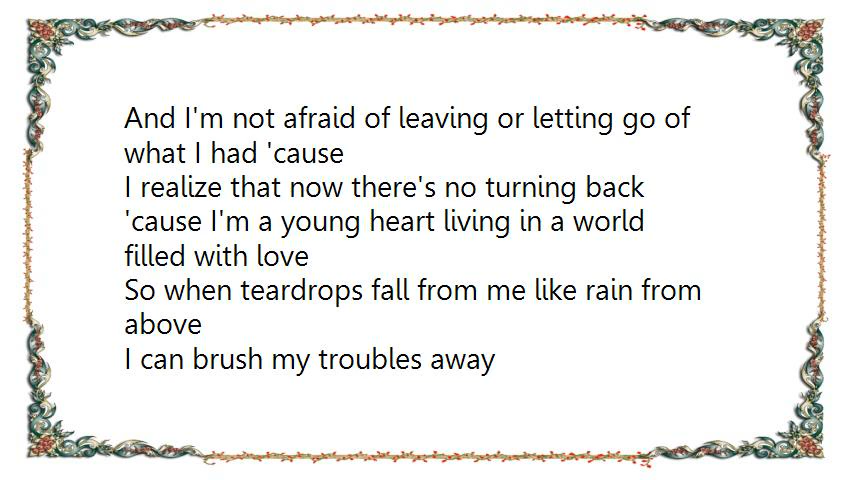 And I'm not afraid of leaving or letting go of
what I had 'cause
I realize that now there's no turning back
'cause I'm a young heart living in a world
filled with love
So when teardrops fall from me like rain from
above
I can brush my troubles away